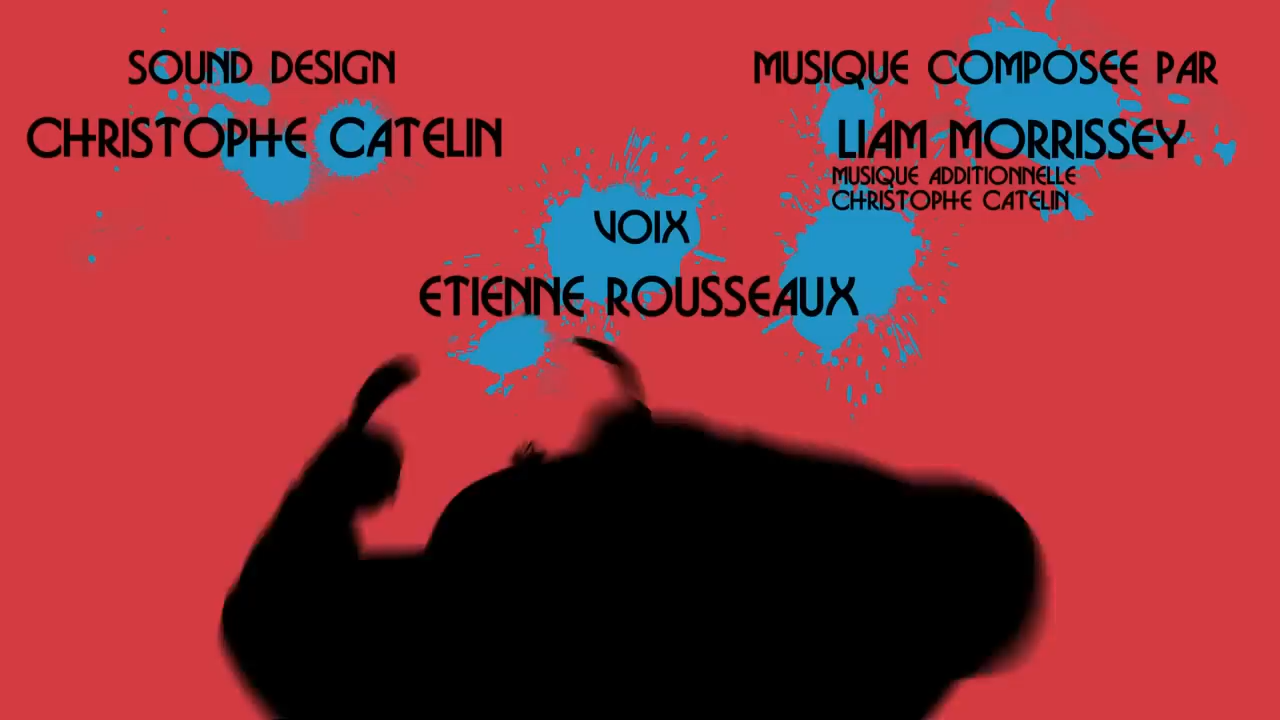 SOUND DESIGN
CHRISTOPHE CATELIN
MUSIQUE COMPOSEE PAR
LIAM MORRISSEY
MUSIQUE ADDITIONNELLE
CHRISTOPHE CATELIN
VOIX
ETIENNE ROUSSEAUX